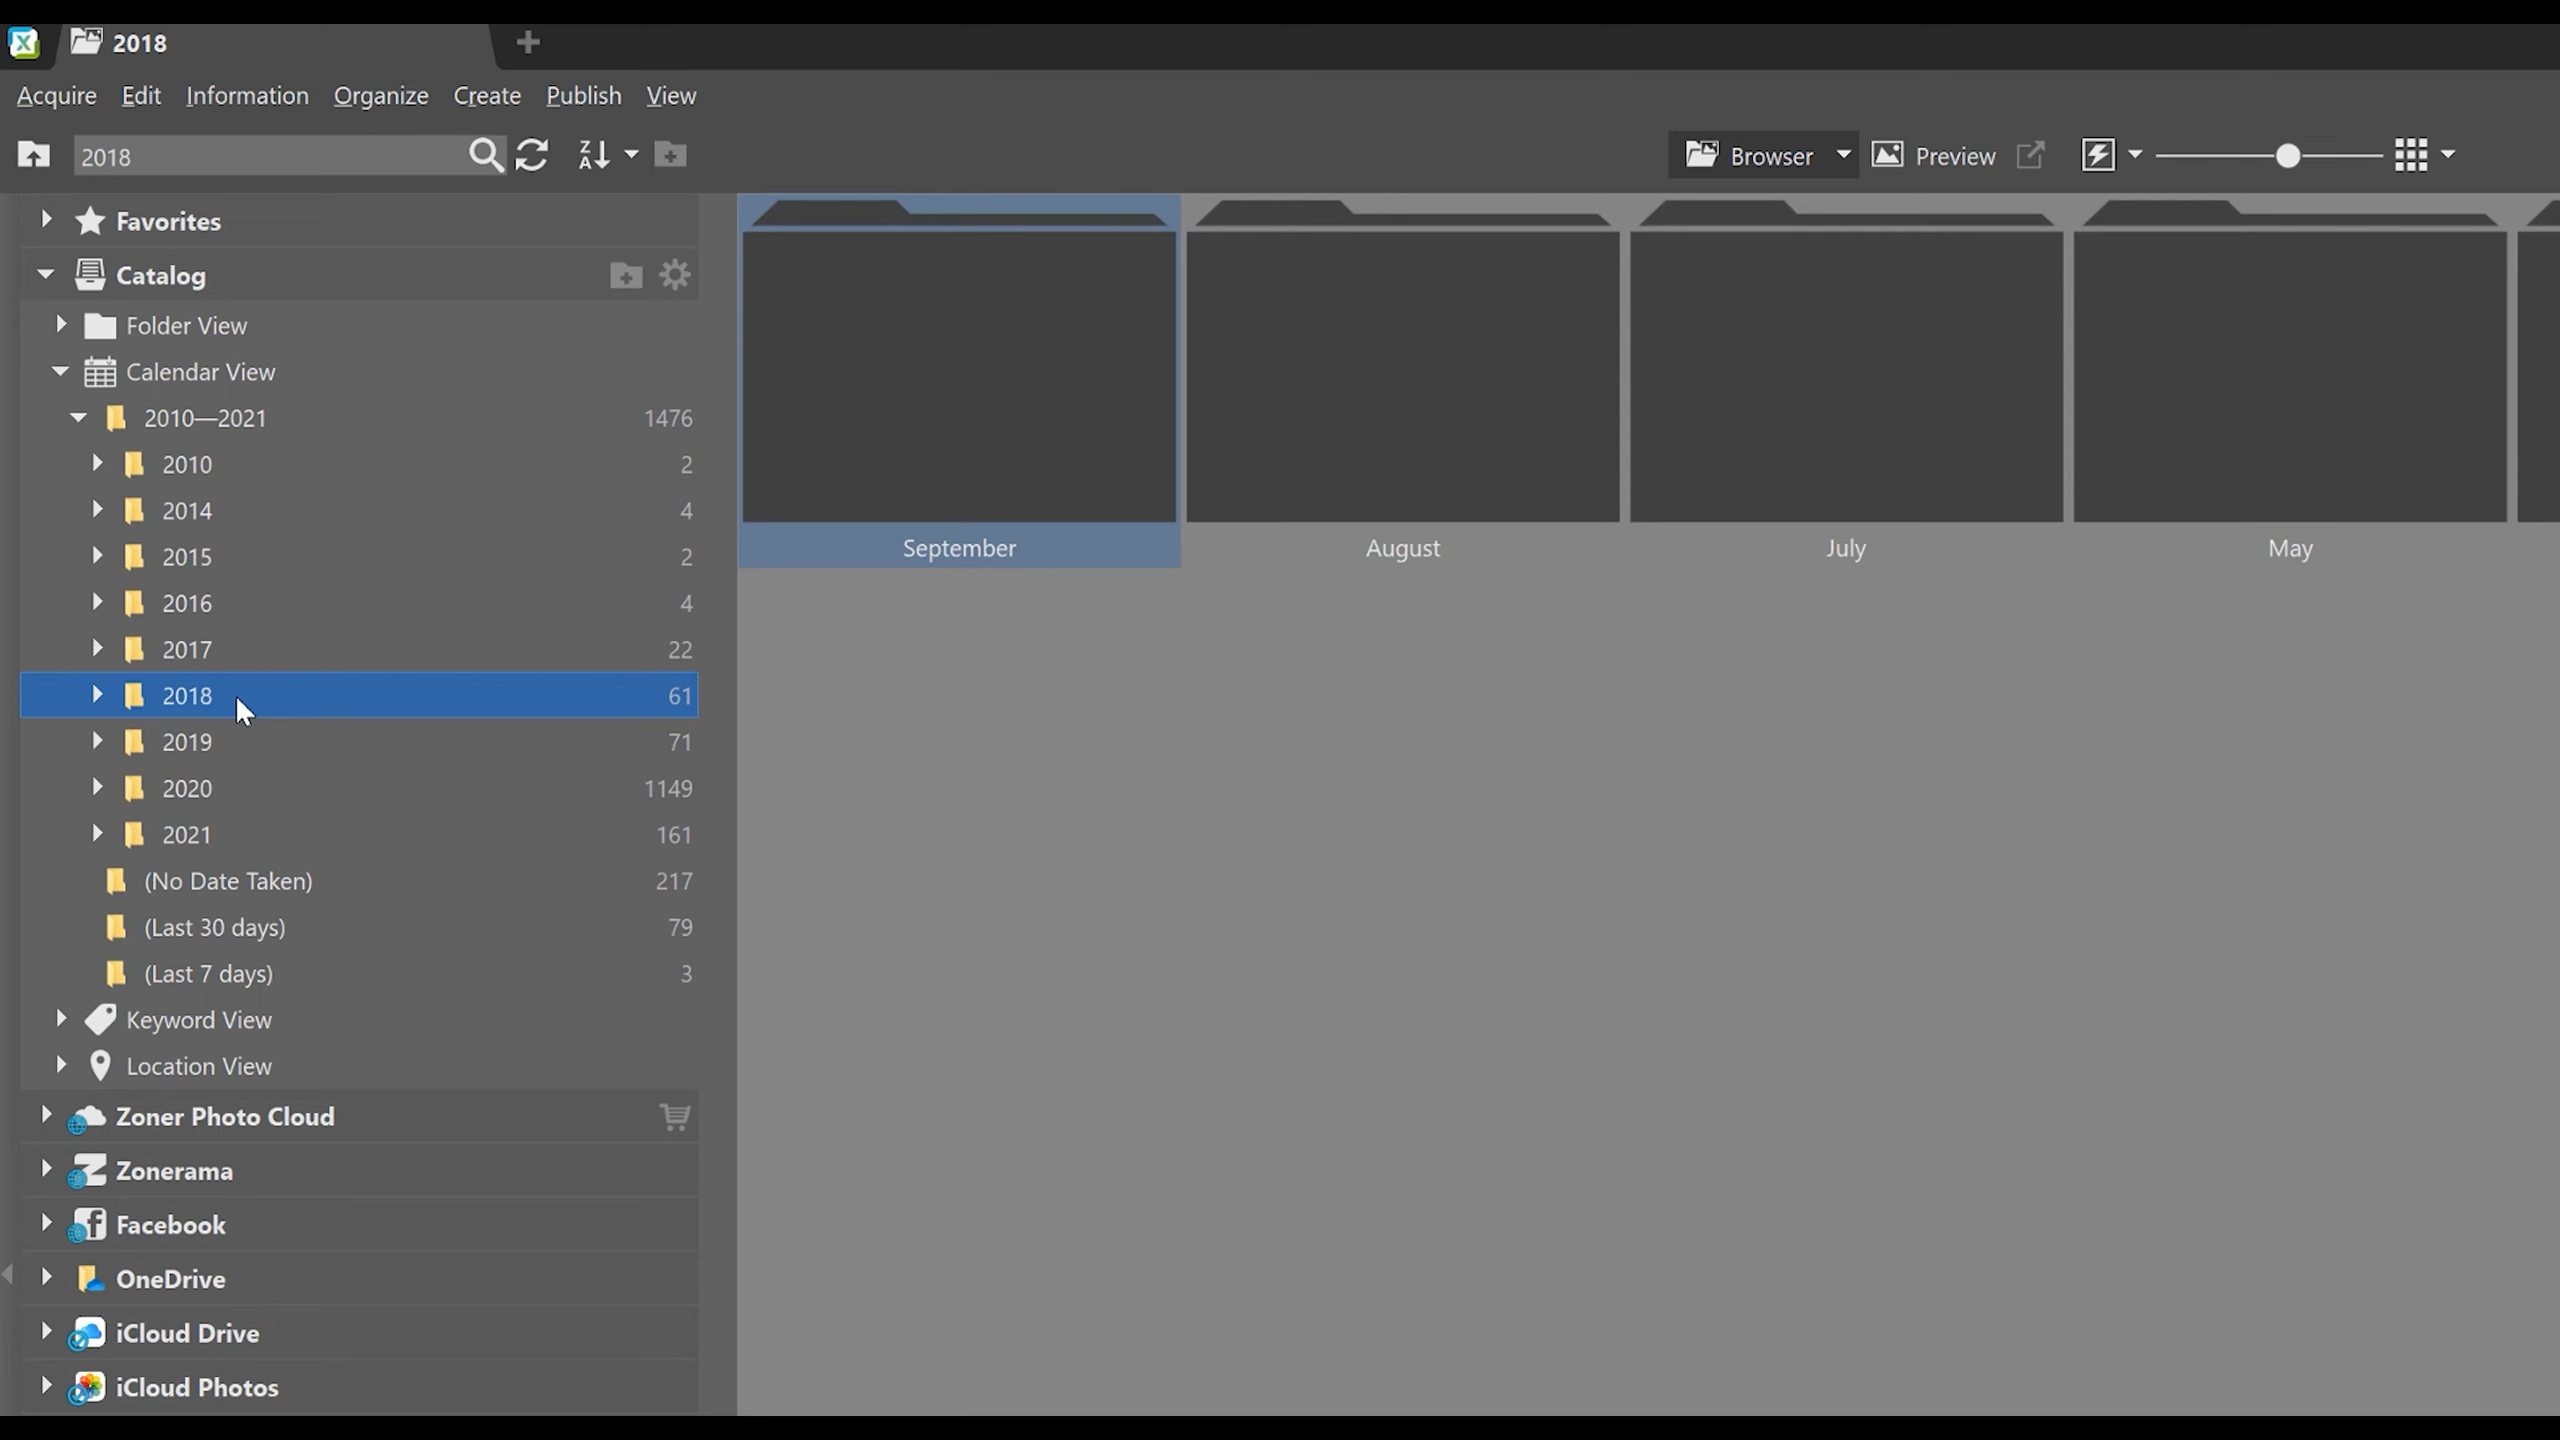 2018
Acquire Edit Information Organize Create Publish View
2018
Browser Preview
Favorites
Catalog
Folder View
Calendar View
2010—2021 1476
2010 2
2014 4
2015 2
2016 4
2017 22
2018 61
2019 71
2020 1149
2021 161
(No Date Taken) 217
(Last 30 days) 79
(Last 7 days) 3
Keyword View
Location View
Zoner Photo Cloud
Zonerama
Facebook
OneDrive
iCloud Drive
iCloud Photos
September August July May